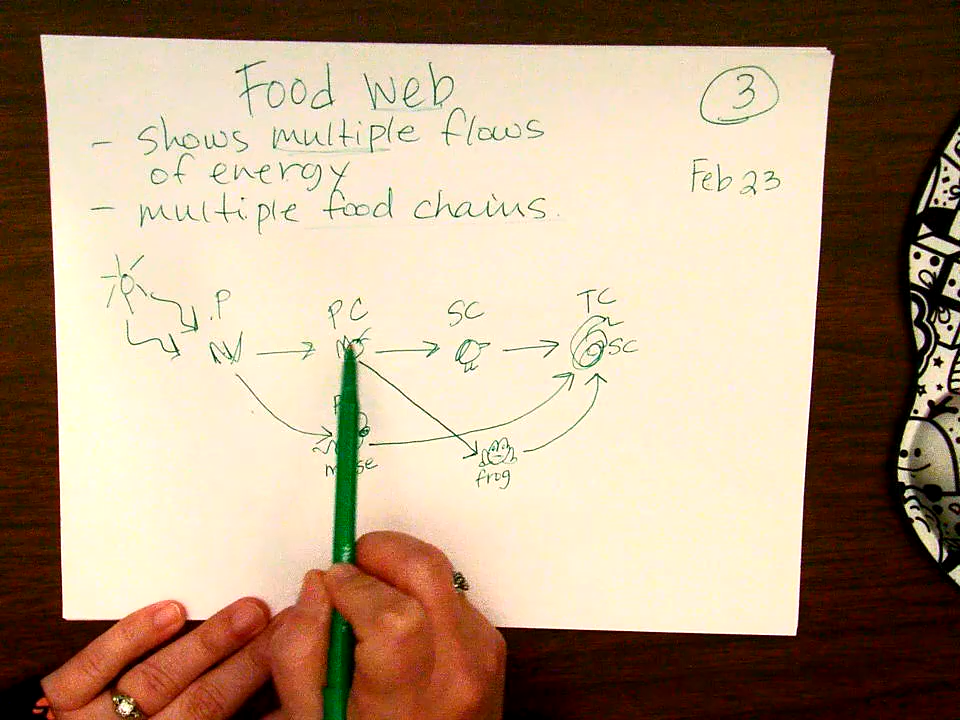 Food web
3
- shows multiple flows
of energy
Feb 23
- multiple food chains.
P
PC
SC
TC
SC
frog